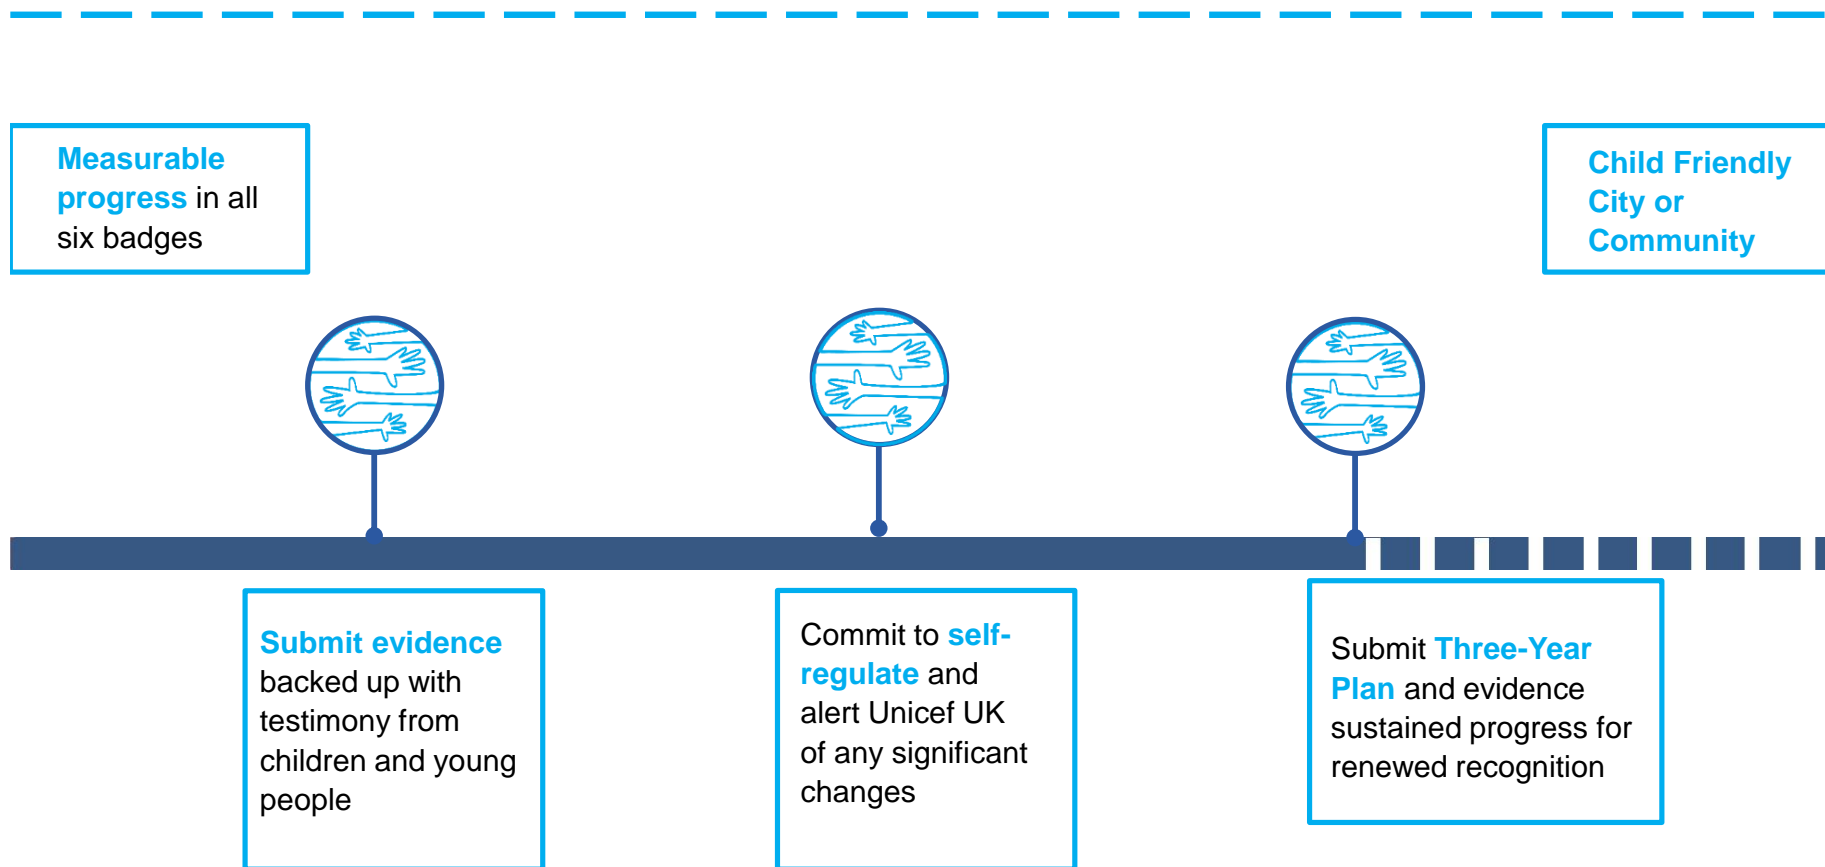 Measurable
progress in all
six badges
Child Friendly
City or
Community
Submit evidence
backed up with
testimony from
children and young
people
Commit to self-
regulate and
alert Unicef UK
of any significant
changes
Submit Three-Year
Plan and evidence
sustained progress for
renewed recognition